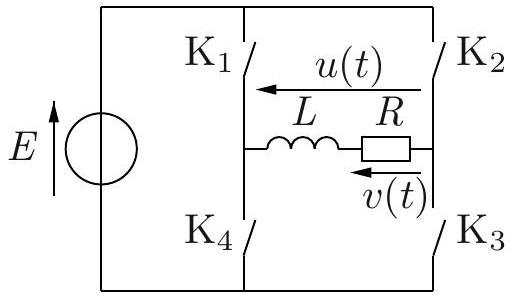 K₁ u(t) K₂
L R
E
v(t)
K₄ K₃